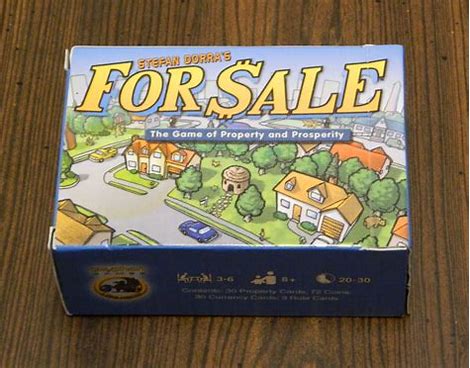 STEFAN DORRA'S
FOR $ALE
The Game of Property and Prosperity
3-6 8+ 20-30
Contents: 30 Property Cards, 72 Coins,
30 Currency Cards, 3 Rule Cards